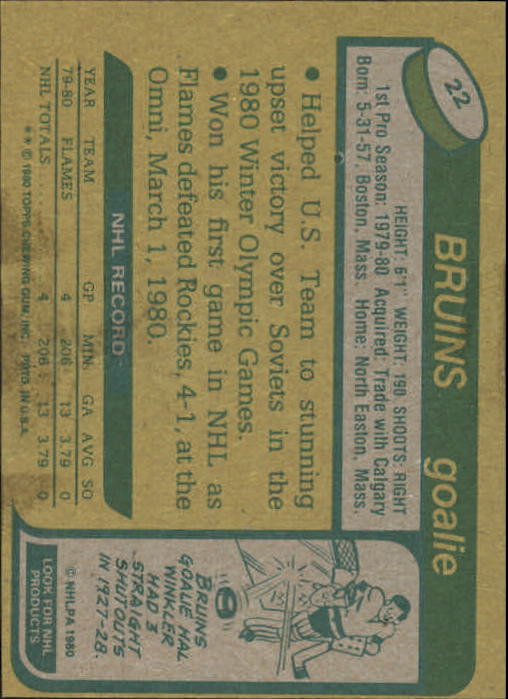 22
BRUINS goalie
HEIGHT: 6'1" WEIGHT: 190 SHOOTS: RIGHT
1st Pro Season: 1979-80 Acquired: Trade with Calgary
Born: 5-31-57, Boston, Mass. Home: North Easton, Mass.
● Helped U.S. Team to stunning
upset victory over Soviets in the
1980 Winter Olympic Games.
● Won his first game in NHL as
Flames defeated Rockies, 4-1, at the
Omni, March 1, 1980.
NHL RECORD
YEAR TEAM GP MIN. GA AVG SO
79-80 FLAMES 4 206 13 3.79 0
NHL TOTALS 4 206 13 3.79 0
** © 1980 TOPPS CHEWING GUM, INC. PRTD. IN U.S.A.
BRUINS
GOALIE HAL
WINKLER
HAD 3
STRAIGHT
SHUTOUTS
IN 1927-28.
© NHLPA 1980
LOOK FOR NHL
PRODUCTS